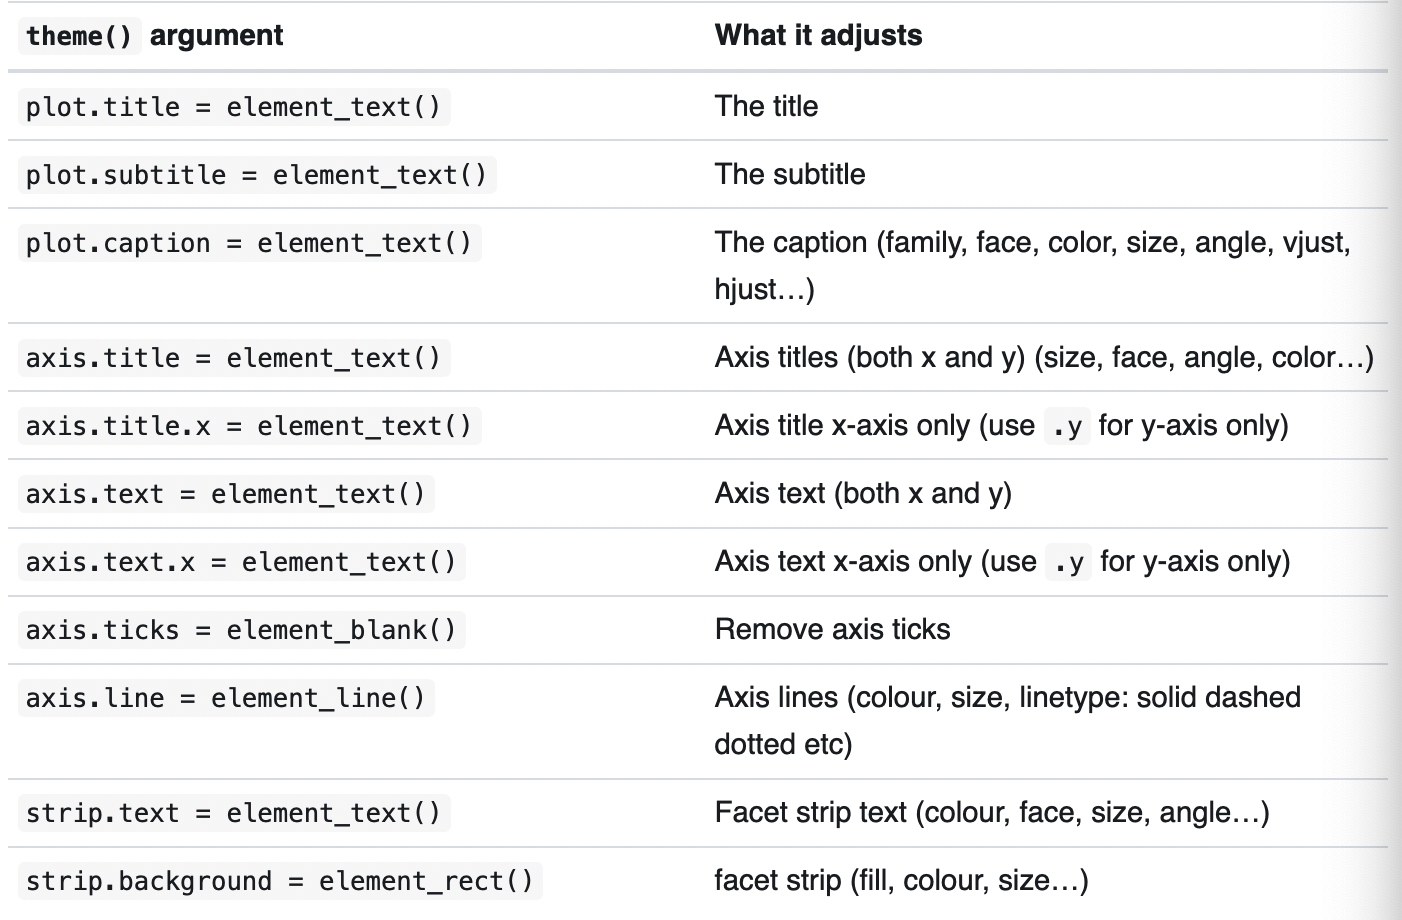 theme() argument What it adjusts
plot.title = element_text() The title
plot.subtitle = element_text() The subtitle
plot.caption = element_text() The caption (family, face, color, size, angle, vjust,
hjust…)
axis.title = element_text() Axis titles (both x and y) (size, face, angle, color…)
axis.title.x = element_text() Axis title x-axis only (use .y for y-axis only)
axis.text = element_text() Axis text (both x and y)
axis.text.x = element_text() Axis text x-axis only (use .y for y-axis only)
axis.ticks = element_blank() Remove axis ticks
axis.line = element_line() Axis lines (colour, size, linetype: solid dashed
dotted etc)
strip.text = element_text() Facet strip text (colour, face, size, angle…)
strip.background = element_rect() facet strip (fill, colour, size…)